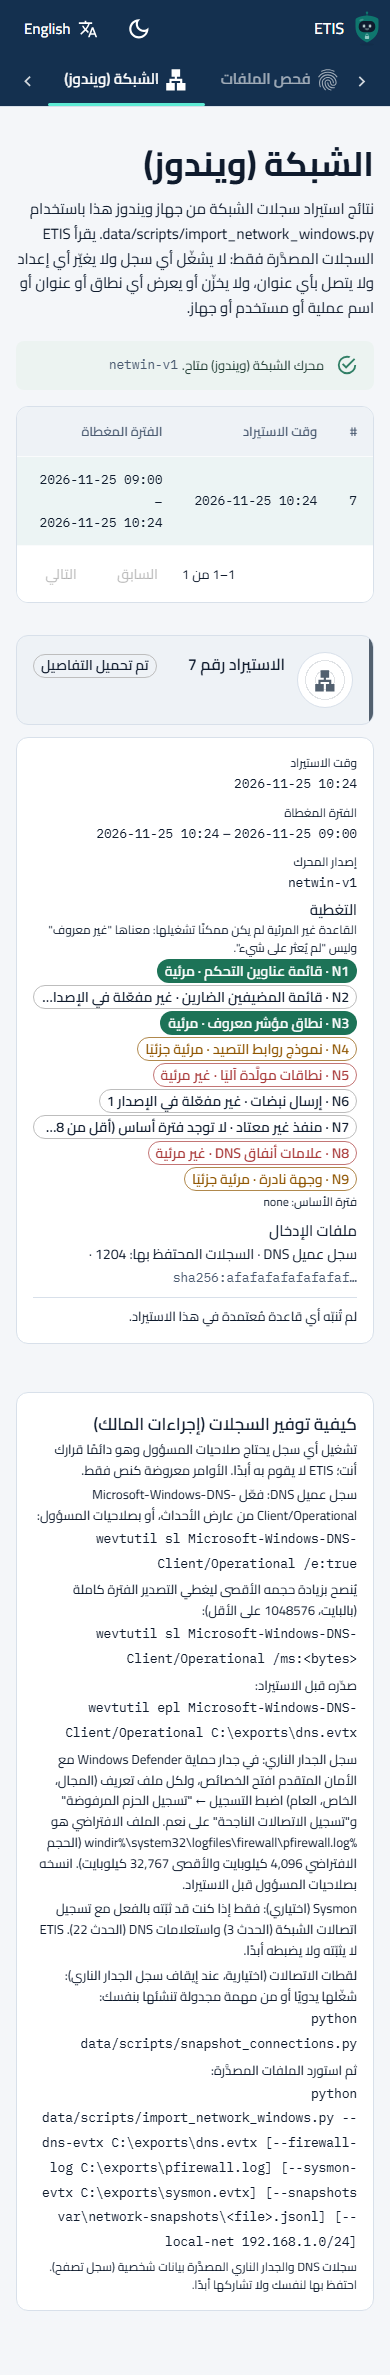 ETIS
English
فحص الملفات
الشبكة (ويندوز)
الشبكة (ويندوز)
نتائج استيراد سجلات الشبكة من جهاز ويندوز هذا باستخدام
data/scripts/import_network_windows.py. يقرأ ETIS
السجلات المصدَّرة فقط: لا يشغّل أي سجل ولا يغيّر أي إعداد
ولا يتصل بأي عنوان، ولا يخزّن أو يعرض أي نطاق أو عنوان أو
اسم عملية أو مستخدم أو جهاز.
محرك الشبكة (ويندوز) متاح. netwin-v1
# وقت الاستيراد الفترة المغطاة
7 2026-11-25 10:24 2026-11-25 09:00
–
2026-11-25 10:24
1–1 من 1 السابق التالي
الاستيراد رقم 7 تم تحميل التفاصيل
وقت الاستيراد
2026-11-25 10:24
الفترة المغطاة
2026-11-25 09:00 – 2026-11-25 10:24
إصدار المحرك
netwin-v1
التغطية
القاعدة غير المرئية لم يكن ممكنًا تشغيلها: معناها "غير معروف"
وليس "لم يُعثر على شيء".
N1 · قائمة عناوين التحكم · مرئية
N2 · قائمة المضيفين الضارين · غير مفعّلة في الإصدا...
N3 · نطاق مؤشر معروف · مرئية
N4 · نموذج روابط التصيد · مرئية جزئيًا
N5 · نطاقات مولَّدة آليًا · غير مرئية
N6 · إرسال نبضات · غير مفعّلة في الإصدار 1
N7 · منفذ غير معتاد · لا توجد فترة أساس (أقل من 8...
N8 · علامات أنفاق DNS · غير مرئية
N9 · وجهة نادرة · مرئية جزئيًا
فترة الأساس: none
ملفات الإدخال
سجل عميل DNS · السجلات المحتفظ بها: 1204 ·
sha256:afafafafafafafaf…
لم تُنبّه أي قاعدة مُعتمدة في هذا الاستيراد.
كيفية توفير السجلات (إجراءات المالك)
تشغيل أي سجل يحتاج صلاحيات المسؤول وهو دائمًا قرارك
أنت؛ ETIS لا يقوم به أبدًا. الأوامر معروضة كنص فقط.
سجل عميل DNS: فعّل Microsoft-Windows-DNS-
Client/Operational من عارض الأحداث، أو بصلاحيات المسؤول:
wevtutil sl Microsoft-Windows-DNS-
Client/Operational /e:true
يُنصح بزيادة حجمه الأقصى ليغطي التصدير الفترة كاملة
(بالبايت، 1048576 على الأقل):
wevtutil sl Microsoft-Windows-DNS-
Client/Operational /ms:<bytes>
صدّره قبل الاستيراد:
wevtutil epl Microsoft-Windows-DNS-
Client/Operational C:\exports\dns.evtx
سجل الجدار الناري: في جدار حماية Windows Defender مع
الأمان المتقدم افتح الخصائص، ولكل ملف تعريف (المجال،
الخاص، العام) اضبط التسجيل ← "تسجيل الحزم المرفوضة"
و"تسجيل الاتصالات الناجحة" على نعم. الملف الافتراضي هو
%windir%\system32\logfiles\firewall\pfirewall.log (الحجم
الافتراضي 4,096 كيلوبايت والأقصى 32,767 كيلوبايت). انسخه
بصلاحيات المسؤول قبل الاستيراد.
Sysmon (اختياري): فقط إذا كنت قد ثبّته بالفعل مع تسجيل
اتصالات الشبكة (الحدث 3) واستعلامات DNS (الحدث 22). ETIS
لا يثبّته ولا يضبطه أبدًا.
لقطات الاتصالات (اختيارية، عند إيقاف سجل الجدار الناري):
شغّلها يدويًا أو من مهمة مجدولة تنشئها بنفسك:
python
data/scripts/snapshot_connections.py
ثم استورد الملفات المصدَّرة:
python
data/scripts/import_network_windows.py --
dns-evtx C:\exports\dns.evtx [--firewall-
log C:\exports\pfirewall.log] [--sysmon-
evtx C:\exports\sysmon.evtx] [--snapshots
var\network-snapshots\<file>.jsonl] [--
local-net 192.168.1.0/24]
سجلات DNS والجدار الناري المصدَّرة بيانات شخصية (سجل تصفح).
احتفظ بها لنفسك ولا تشاركها أبدًا.